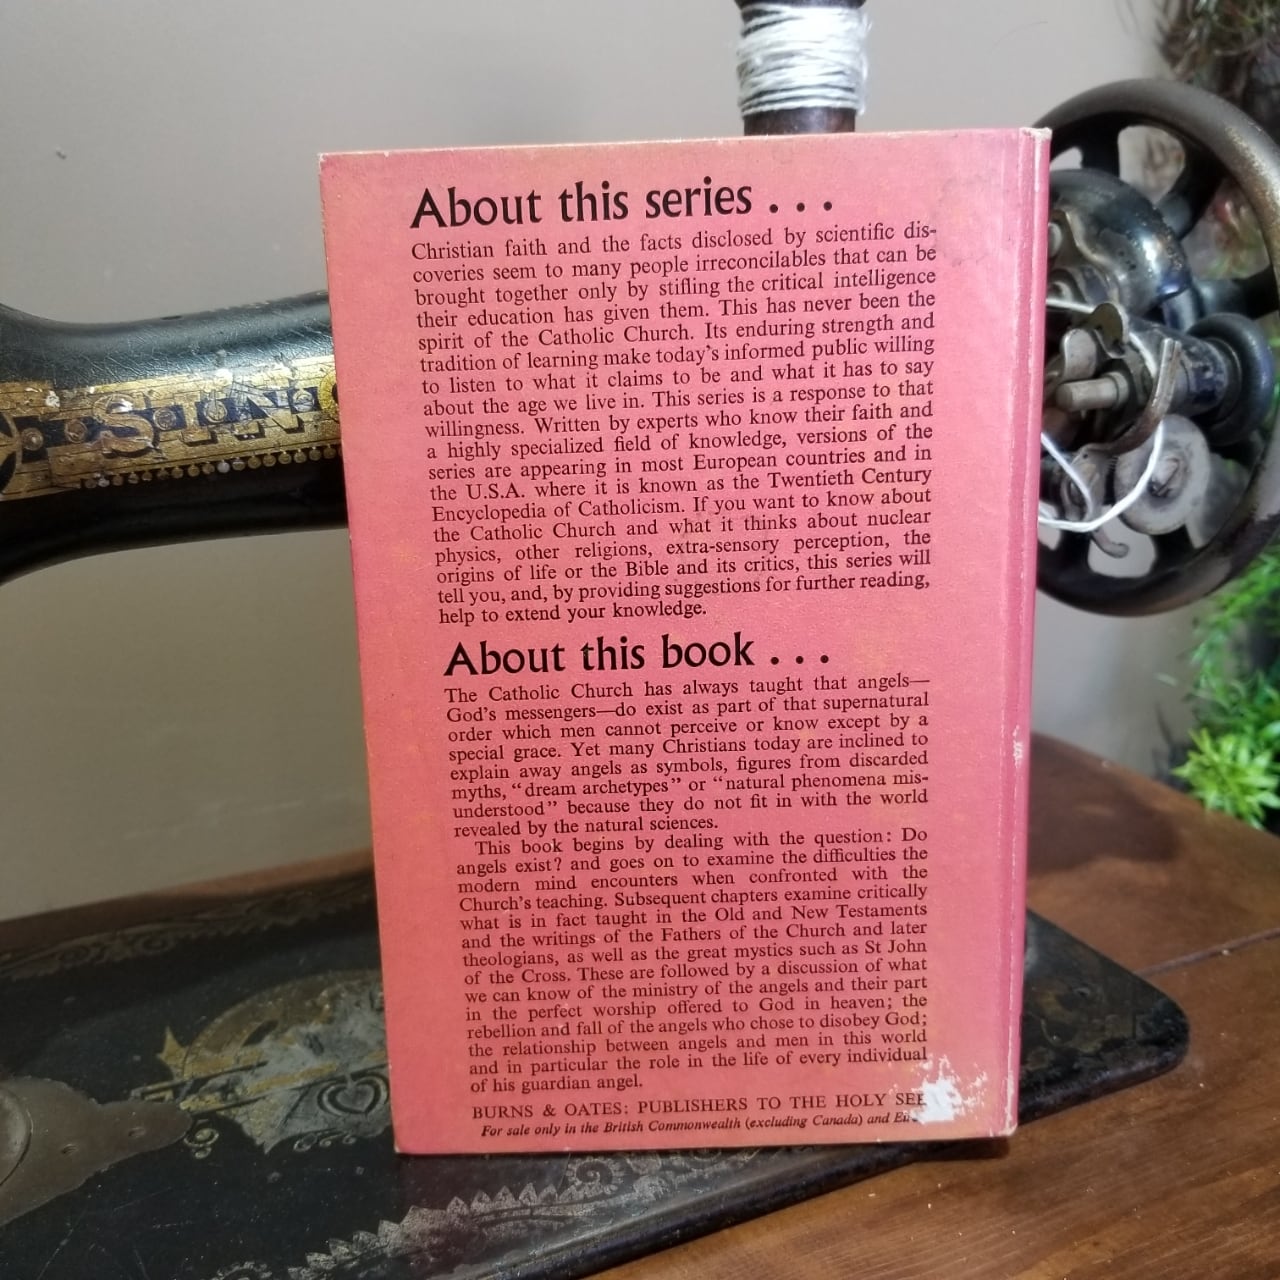 About this series . . .
Christian faith and the facts disclosed by scientific dis-
coveries seem to many people irreconcilables that can be
brought together only by stifling the critical intelligence
their education has given them. This has never been the
spirit of the Catholic Church. Its enduring strength and
tradition of learning make today's informed public willing
to listen to what it claims to be and what it has to say
about the age we live in. This series is a response to that
willingness. Written by experts who know their faith and
a highly specialized field of knowledge, versions of the
series are appearing in most European countries and in
the U.S.A. where it is known as the Twentieth Century
Encyclopedia of Catholicism. If you want to know about
the Catholic Church and what it thinks about nuclear
physics, other religions, extra-sensory perception, the
origins of life or the Bible and its critics, this series will
tell you, and, by providing suggestions for further reading,
help to extend your knowledge.
About this book . . .
The Catholic Church has always taught that angels—
God's messengers—do exist as part of that supernatural
order which men cannot perceive or know except by a
special grace. Yet many Christians today are inclined to
explain away angels as symbols, figures from discarded
myths, "dream archetypes" or "natural phenomena mis-
understood" because they do not fit in with the world
revealed by the natural sciences.
This book begins by dealing with the question: Do
angels exist? and goes on to examine the difficulties the
modern mind encounters when confronted with the
Church's teaching. Subsequent chapters examine critically
what is in fact taught in the Old and New Testaments
and the writings of the Fathers of the Church and later
theologians, as well as the great mystics such as St John
of the Cross. These are followed by a discussion of what
we can know of the ministry of the angels and their part
in the perfect worship offered to God in heaven; the
rebellion and fall of the angels who chose to disobey God;
the relationship between angels and men in this world
and in particular the role in the life of every individual
of his guardian angel.
BURNS & OATES: PUBLISHERS TO THE HOLY SEE
For sale only in the British Commonwealth (excluding Canada) and
SIN